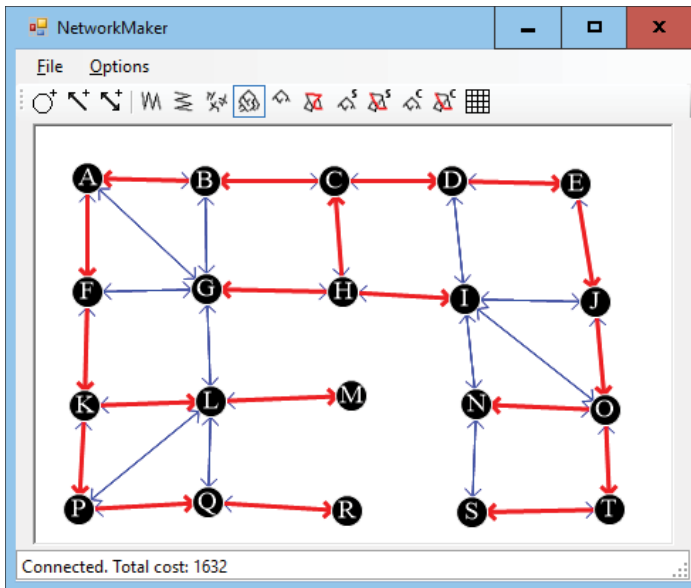 NetworkMaker
File Options
S S C C
A B C D E
F G H I J
K L M N O
P Q R S T
Connected. Total cost: 1632